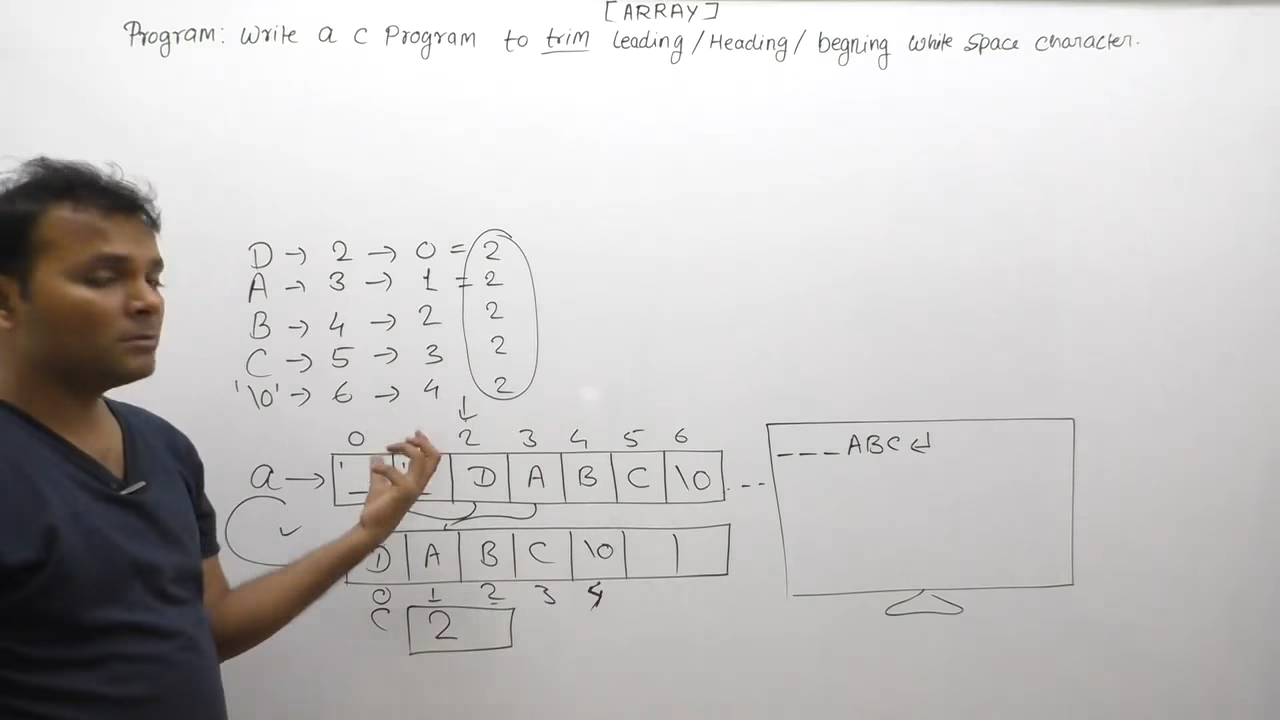 [ARRAY]
Program: Write a C Program to trim leading/Heading/ begning white space character.
D → 2 → 0 = 2
A → 3 → 1 = 2
B → 4 → 2 2
C → 5 → 3 2
'\0' → 6 → 4 2
0 2 3 4 5 6
a → ' _ ' _ D A B C \0 ---
_ _ _ ABC↵
D A B C \0
0 1 2 3 4
C 2